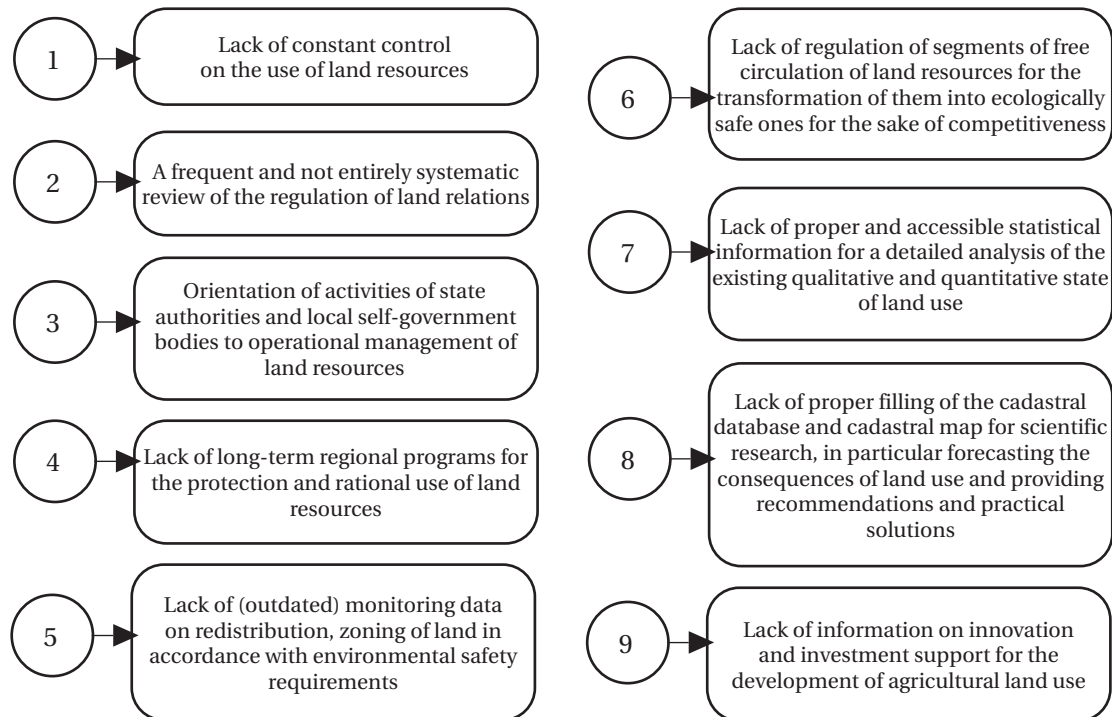 1
Lack of constant control
on the use of land resources
2
A frequent and not entirely systematic
review of the regulation of land relations
3
Orientation of activities of state
authorities and local self-government
bodies to operational management of
land resources
4
Lack of long-term regional programs for
the protection and rational use of land
resources
5
Lack of (outdated) monitoring data
on redistribution, zoning of land in
accordance with environmental safety
requirements
6
Lack of regulation of segments of free
circulation of land resources for the
transformation of them into ecologically
safe ones for the sake of competitiveness
7
Lack of proper and accessible statistical
information for a detailed analysis of the
existing qualitative and quantitative state
of land use
8
Lack of proper filling of the cadastral
database and cadastral map for scientific
research, in particular forecasting the
consequences of land use and providing
recommendations and practical
solutions
9
Lack of information on innovation
and investment support for the
development of agricultural land use